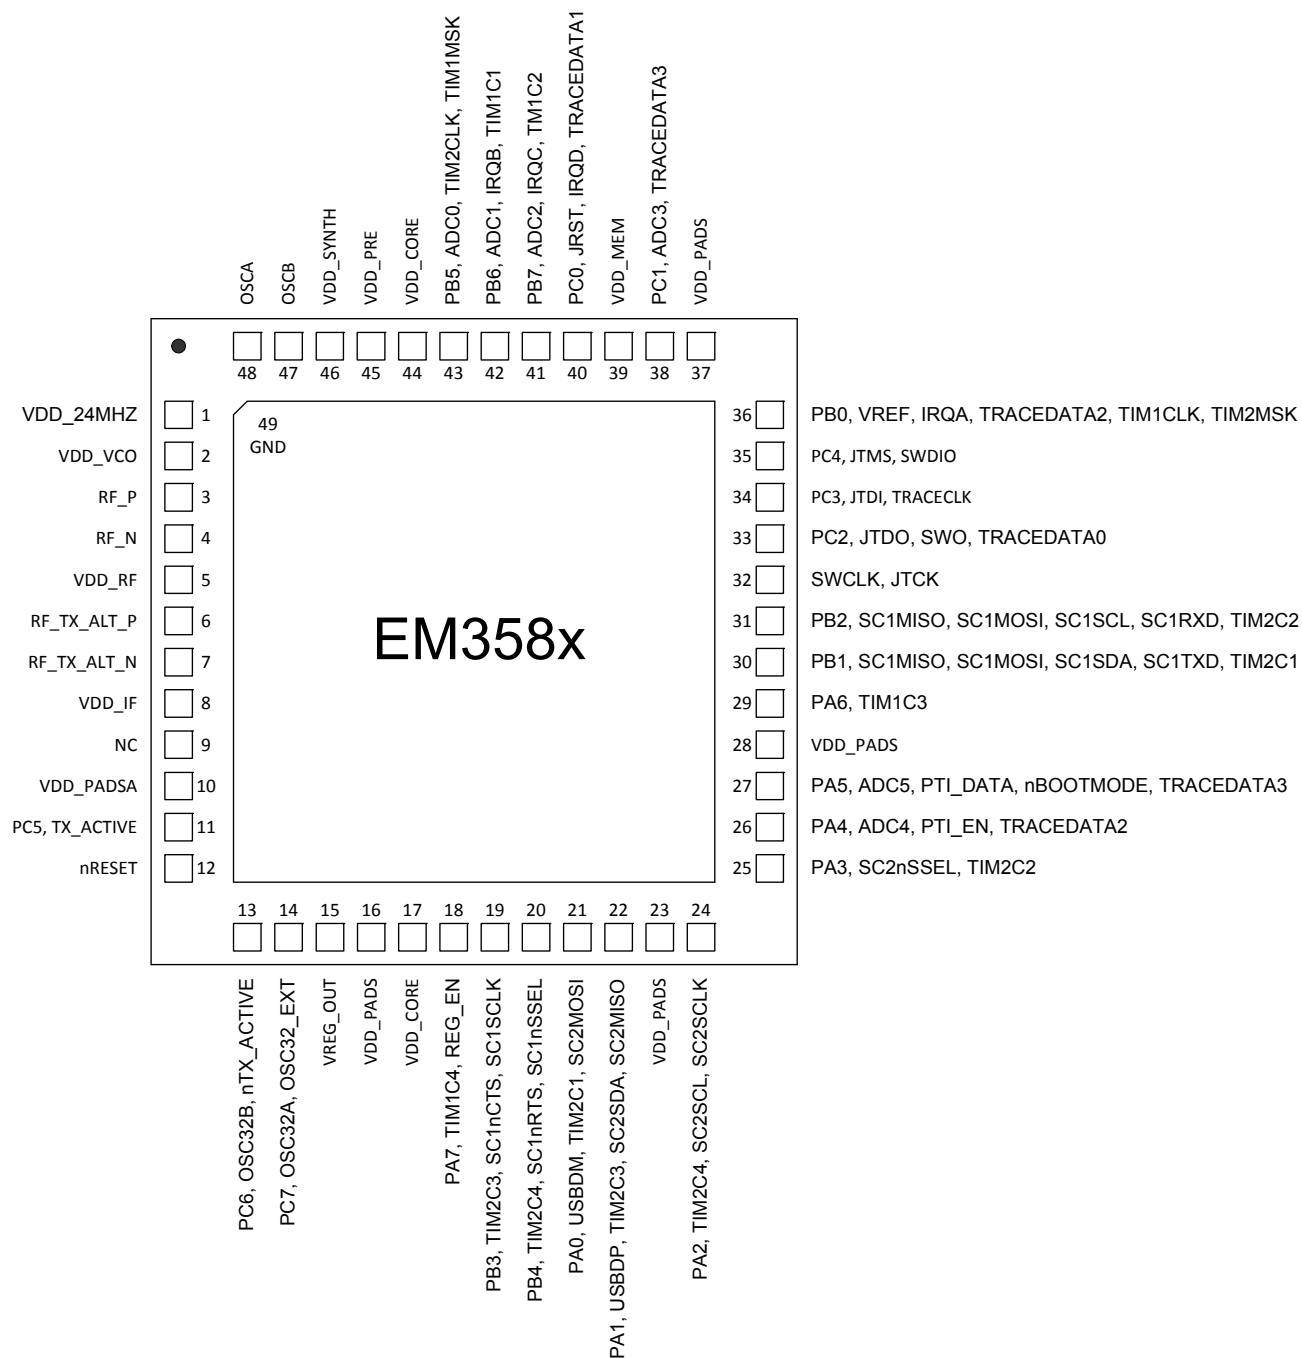 OSCA
OSCB
VDD_SYNTH
VDD_PRE
VDD_CORE
PB5, ADC0, TIM2CLK, TIM1MSK
PB6, ADC1, IRQB, TIM1C1
PB7, ADC2, IRQC, TM1C2
PC0, JRST, IRQD, TRACEDATA1
VDD_MEM
PC1, ADC3, TRACEDATA3
VDD_PADS
48 47 46 45 44 43 42 41 40 39 38 37
VDD_24MHZ 1
VDD_VCO 2
RF_P 3
RF_N 4
VDD_RF 5
RF_TX_ALT_P 6
RF_TX_ALT_N 7
VDD_IF 8
NC 9
VDD_PADSA 10
PC5, TX_ACTIVE 11
nRESET 12
49
GND
EM358x
36 PB0, VREF, IRQA, TRACEDATA2, TIM1CLK, TIM2MSK
35 PC4, JTMS, SWDIO
34 PC3, JTDI, TRACECLK
33 PC2, JTDO, SWO, TRACEDATA0
32 SWCLK, JTCK
31 PB2, SC1MISO, SC1MOSI, SC1SCL, SC1RXD, TIM2C2
30 PB1, SC1MISO, SC1MOSI, SC1SDA, SC1TXD, TIM2C1
29 PA6, TIM1C3
28 VDD_PADS
27 PA5, ADC5, PTI_DATA, nBOOTMODE, TRACEDATA3
26 PA4, ADC4, PTI_EN, TRACEDATA2
25 PA3, SC2nSSEL, TIM2C2
13 14 15 16 17 18 19 20 21 22 23 24
PC6, OSC32B, nTX_ACTIVE
PC7, OSC32A, OSC32_EXT
VREG_OUT
VDD_PADS
VDD_CORE
PA7, TIM1C4, REG_EN
PB3, TIM2C3, SC1nCTS, SC1SCLK
PB4, TIM2C4, SC1nRTS, SC1nSSEL
PA0, USBDM, TIM2C1, SC2MOSI
PA1, USBDP, TIM2C3, SC2SDA, SC2MISO
VDD_PADS
PA2, TIM2C4, SC2SCL, SC2SCLK